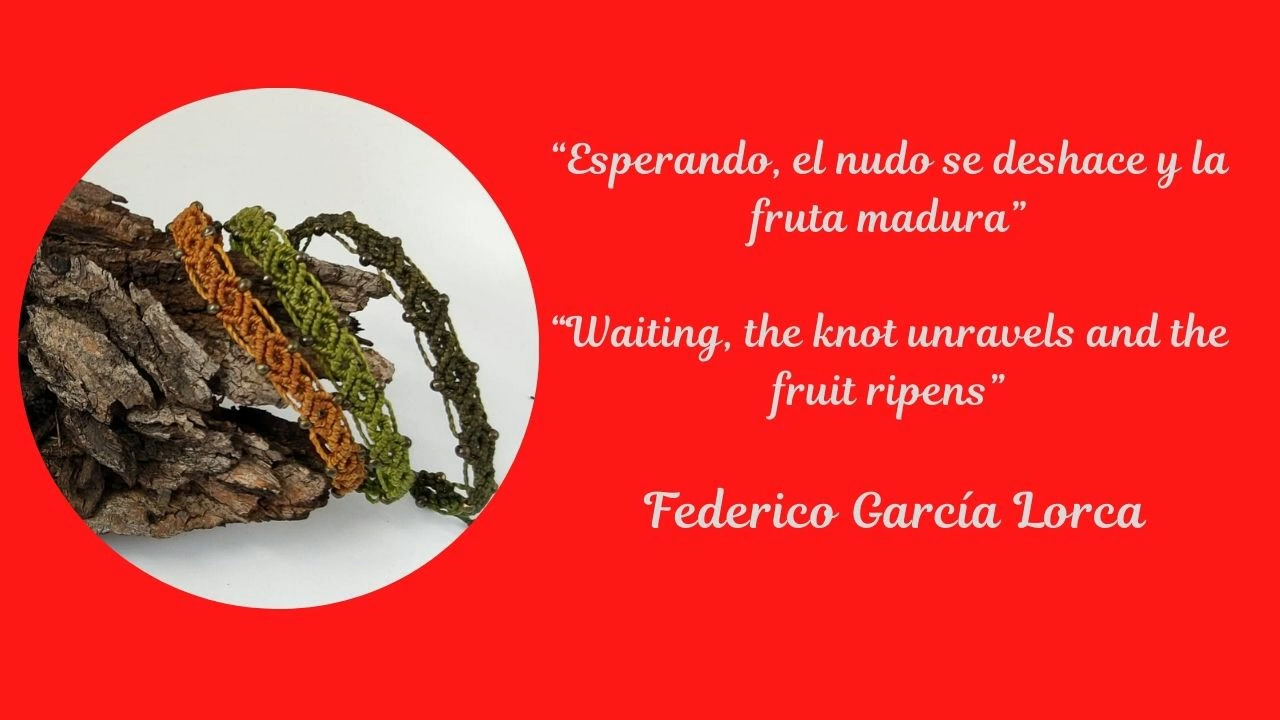 “Esperando, el nudo se deshace y la
fruta madura”
“Waiting, the knot unravels and the
fruit ripens”
Federico García Lorca